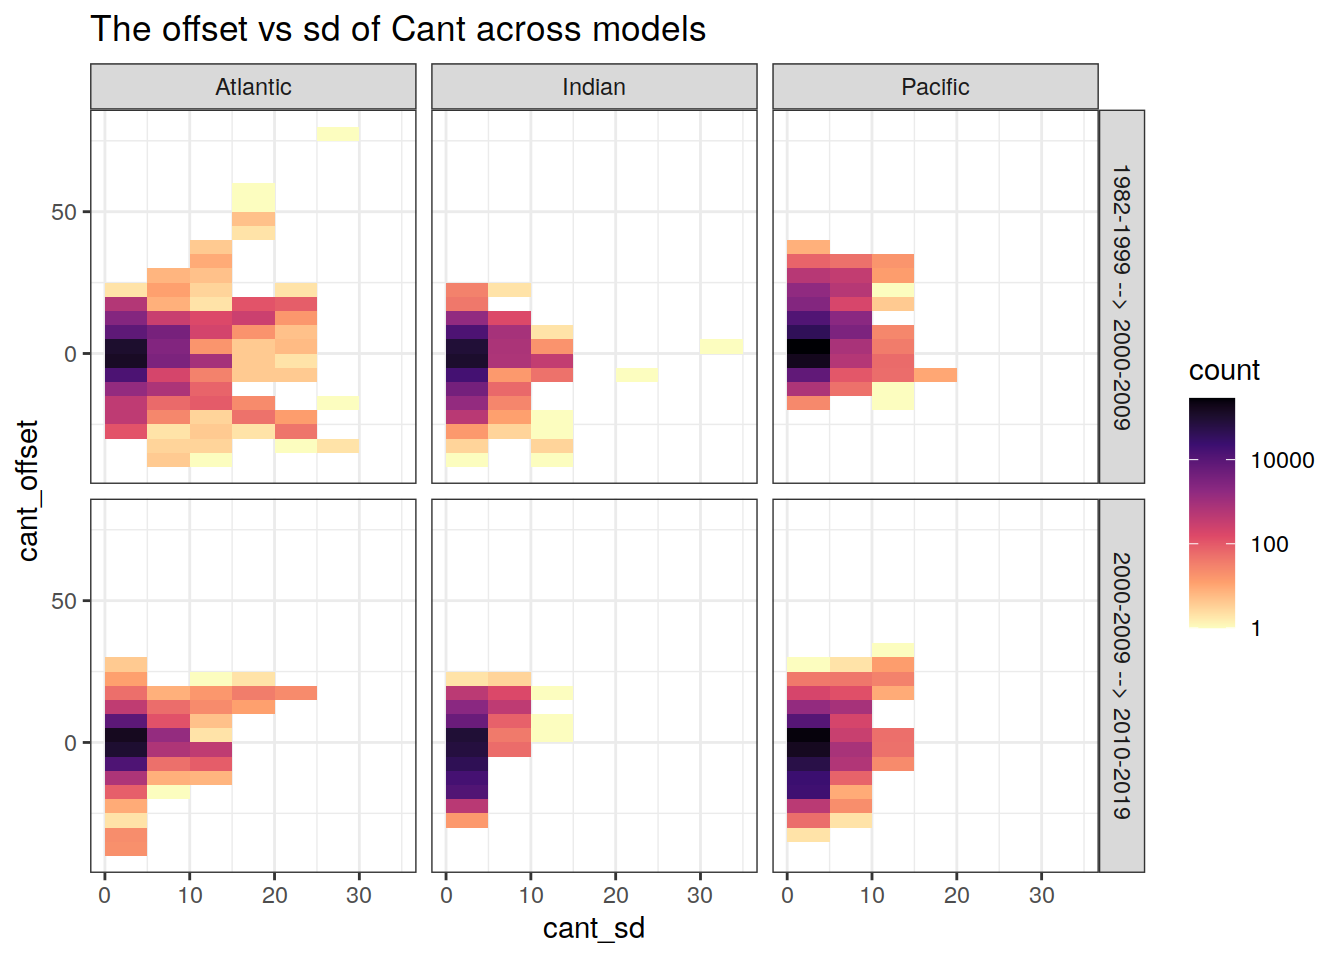 The offset vs sd of Cant across models
Atlantic
Indian
Pacific
50
0
1982-1999 --> 2000-2009
50
0
2000-2009 --> 2010-2019
0 10 20 30
0 10 20 30
0 10 20 30
cant_sd
cant_offset
count
10000
100
1